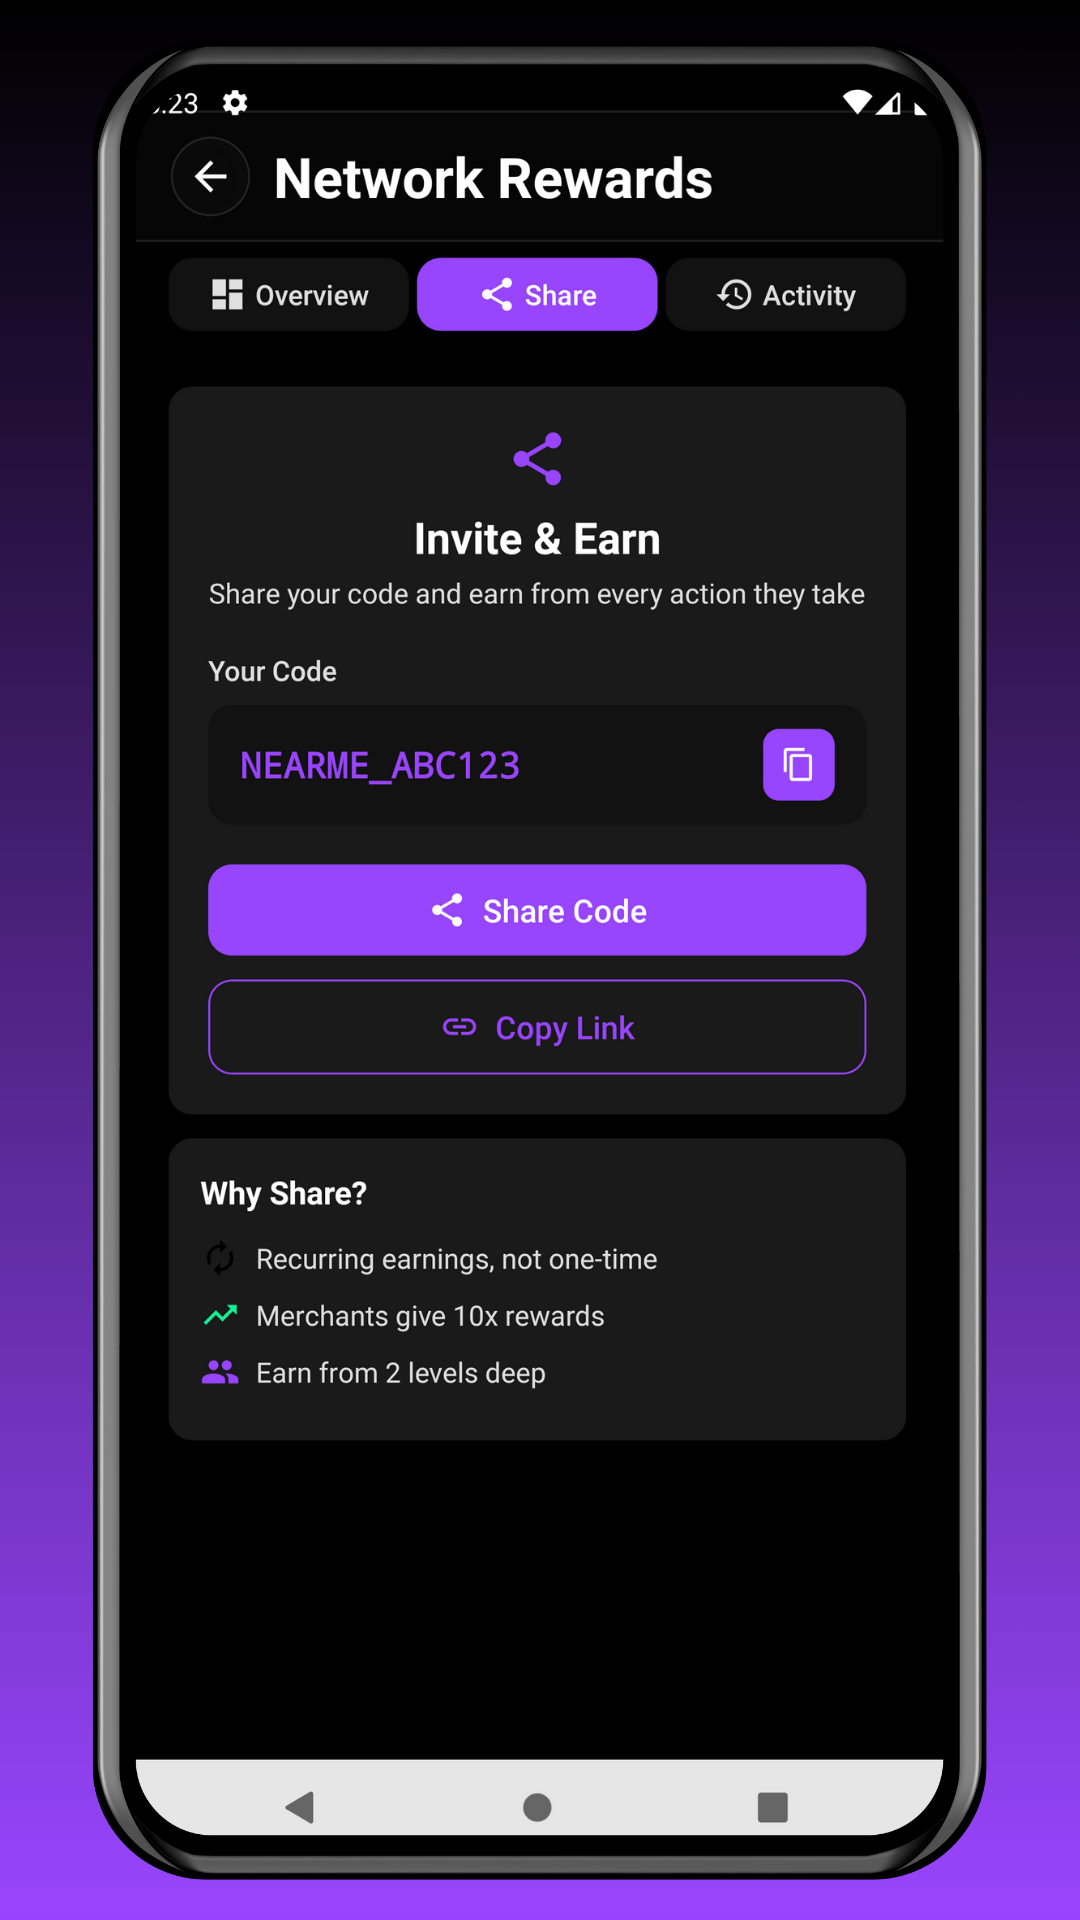 :23
Network Rewards
Overview
Share
Activity
Invite & Earn
Share your code and earn from every action they take
Your Code
NEARME_ABC123
Share Code
Copy Link
Why Share?
Recurring earnings, not one-time
Merchants give 10x rewards
Earn from 2 levels deep